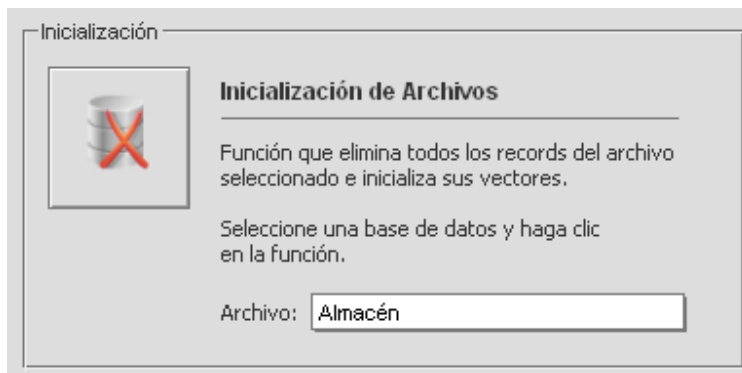 Inicialización
Inicialización de Archivos
Función que elimina todos los records del archivo
seleccionado e inicializa sus vectores.
Seleccione una base de datos y haga clic
en la función.
Archivo: Almacén